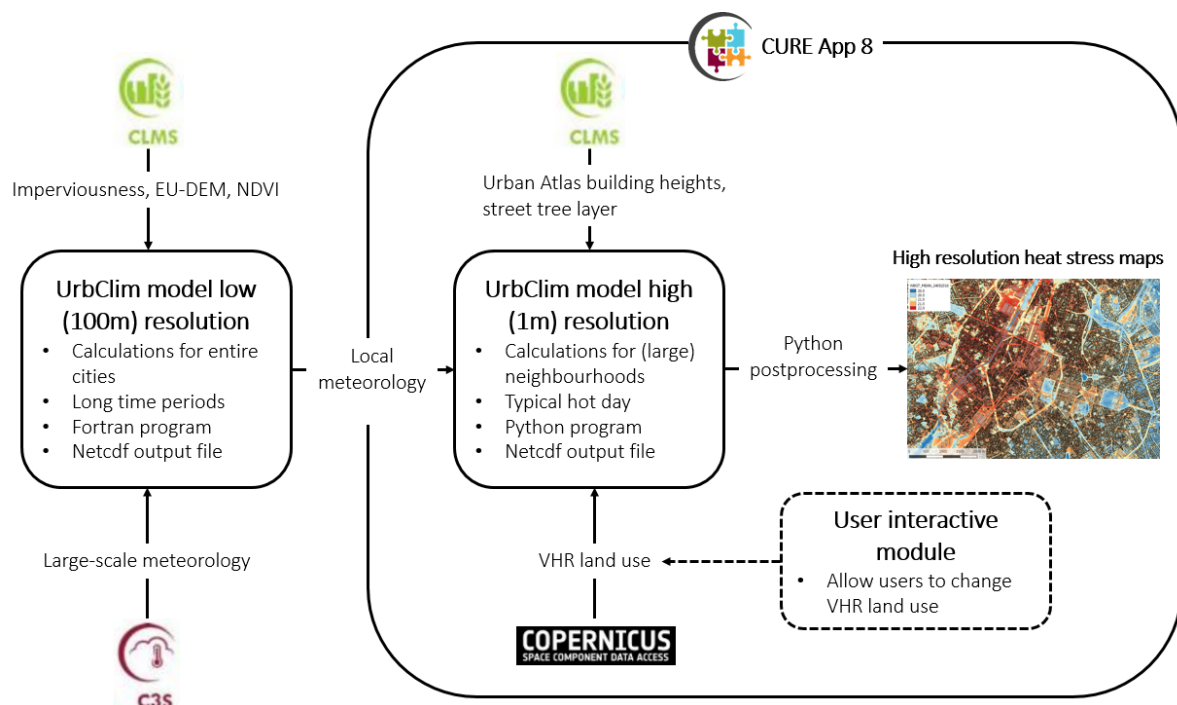 CURE App 8
CLMS
Imperviousness, EU-DEM, NDVI
UrbClim model low
(100m) resolution
• Calculations for entire
cities
• Long time periods
• Fortran program
• Netcdf output file
Large-scale meteorology
C3S
Local
meteorology
CLMS
Urban Atlas building heights,
street tree layer
UrbClim model high
(1m) resolution
• Calculations for (large)
neighbourhoods
• Typical hot day
• Python program
• Netcdf output file
VHR land use
COPERNICUS
SPACE COMPONENT DATA ACCESS
Python
postprocessing
High resolution heat stress maps
User interactive
module
• Allow users to change
VHR land use